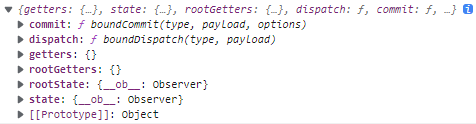 {getters: {…}, state: {…}, rootGetters: {…}, dispatch: ƒ, commit: ƒ, …}
commit: ƒ boundCommit(type, payload, options)
dispatch: ƒ boundDispatch(type, payload)
getters: {}
rootGetters: {}
rootState: {__ob__: Observer}
state: {__ob__: Observer}
[[Prototype]]: Object